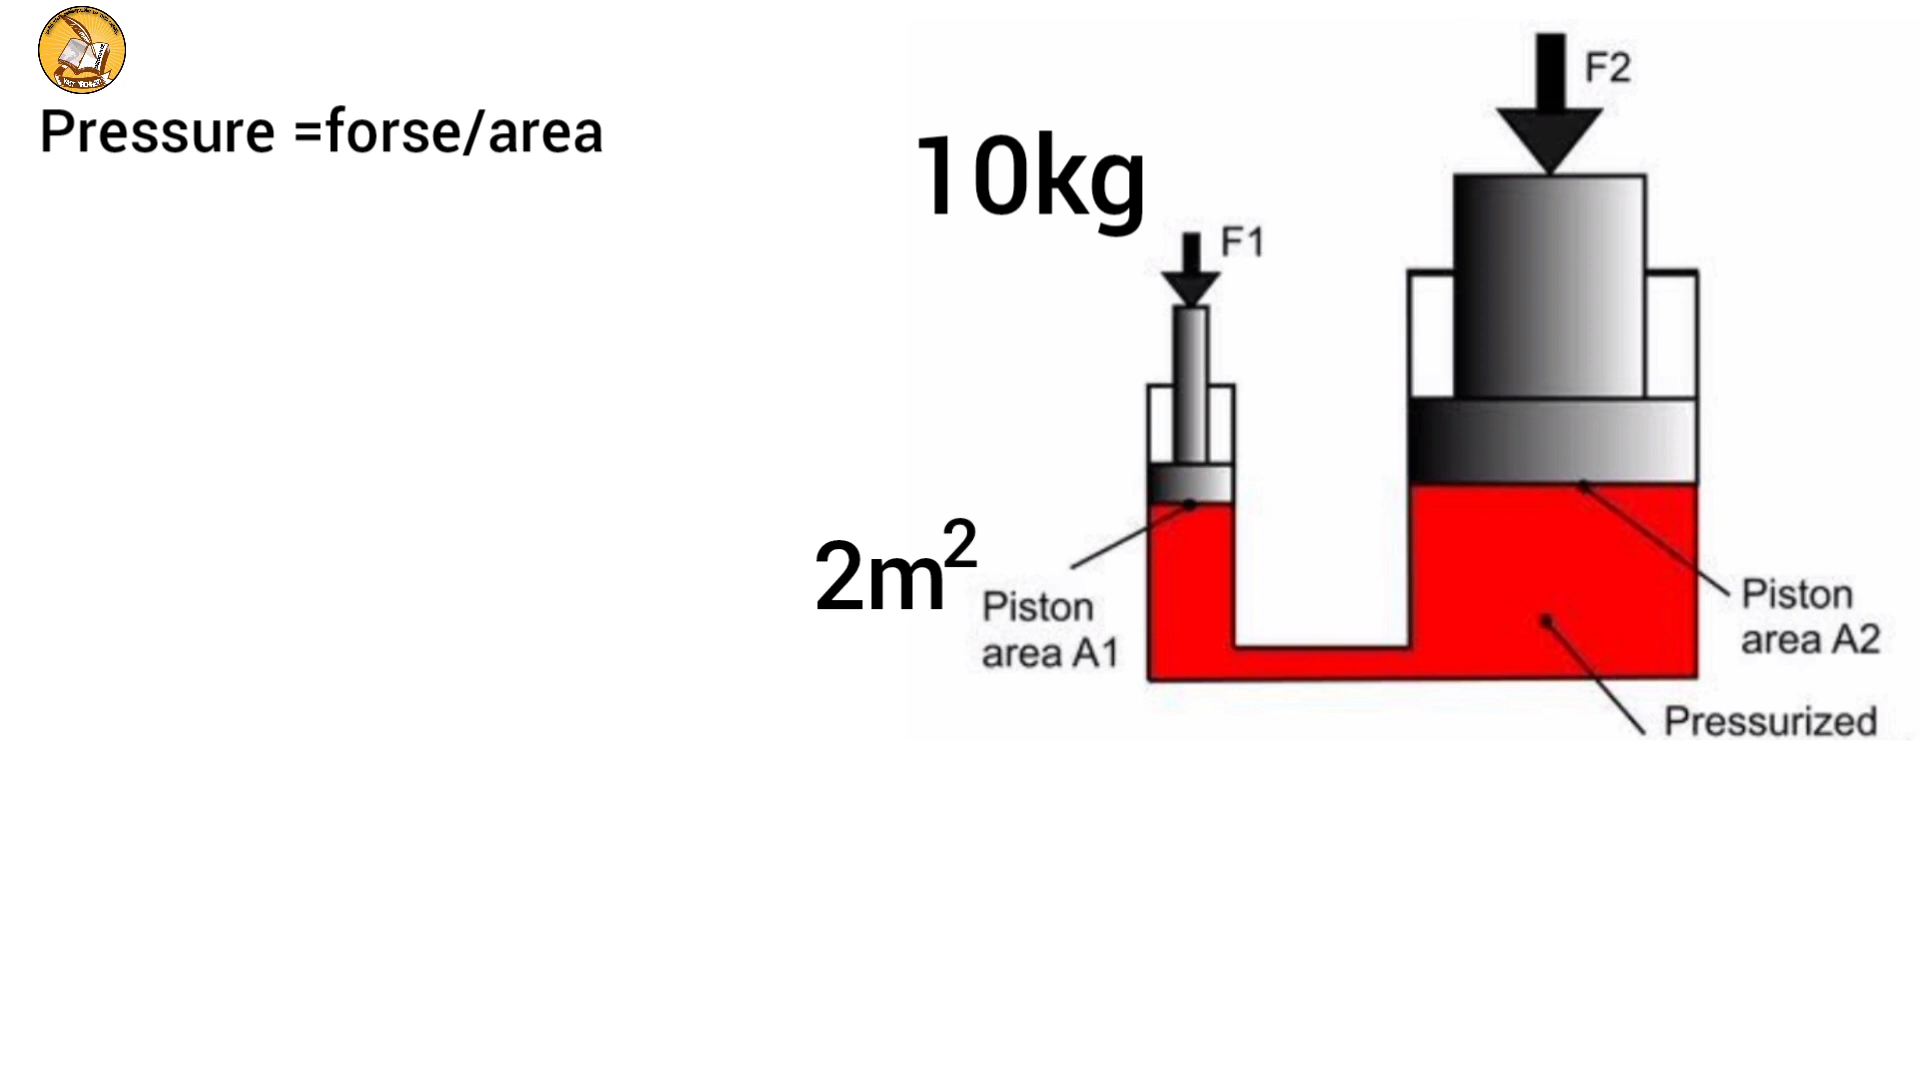 Pressure =forse/area
10kg
F2
F1
2m²
Piston
area A1
Piston
area A2
Pressurized